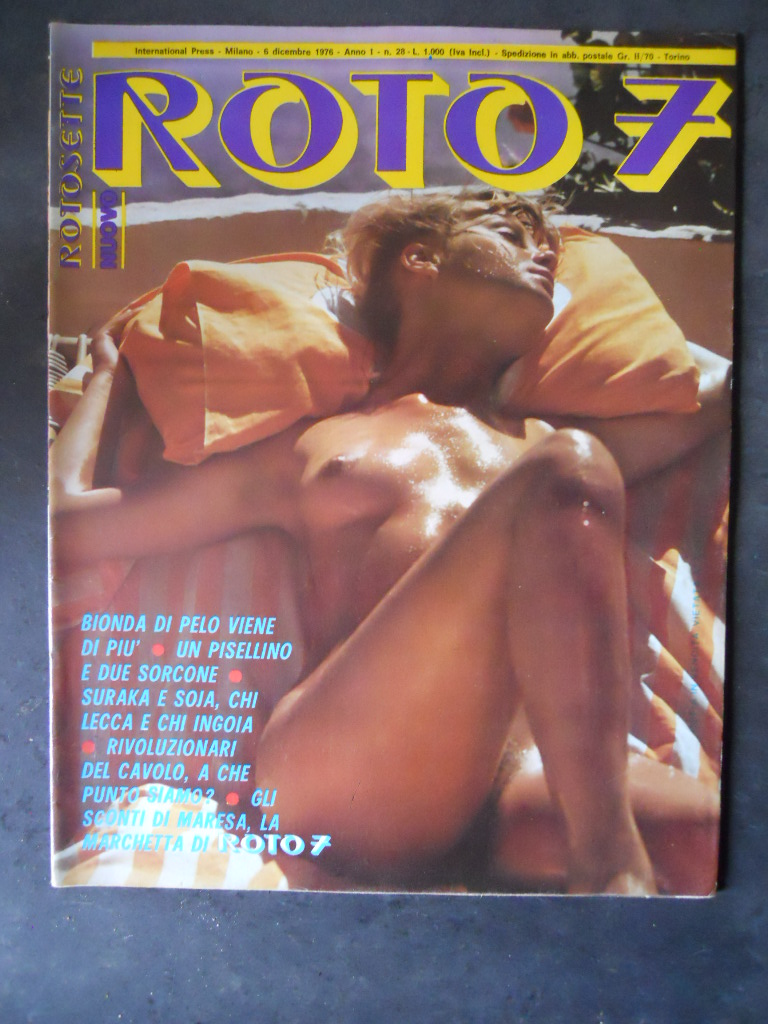 International Press - Milano - 6 dicembre 1976 - Anno I - n. 28 - L. 1.000 (Iva Incl.) - Spedizione in abb. postale Gr. II/70 - Torino
ROTO 7
ROTOSETTE
NUOVO
BIONDA DI PELO VIENE
DI PIU' • UN PISELLINO
E DUE SORCONE •
SURAKA E SOJA, CHI
LECCA E CHI INGOIA
• RIVOLUZIONARI
DEL CAVOLO, A CHE
PUNTO SIAMO? • GLI
SCONTI DI MARESA, LA
MARCHETTA DI ROTO 7